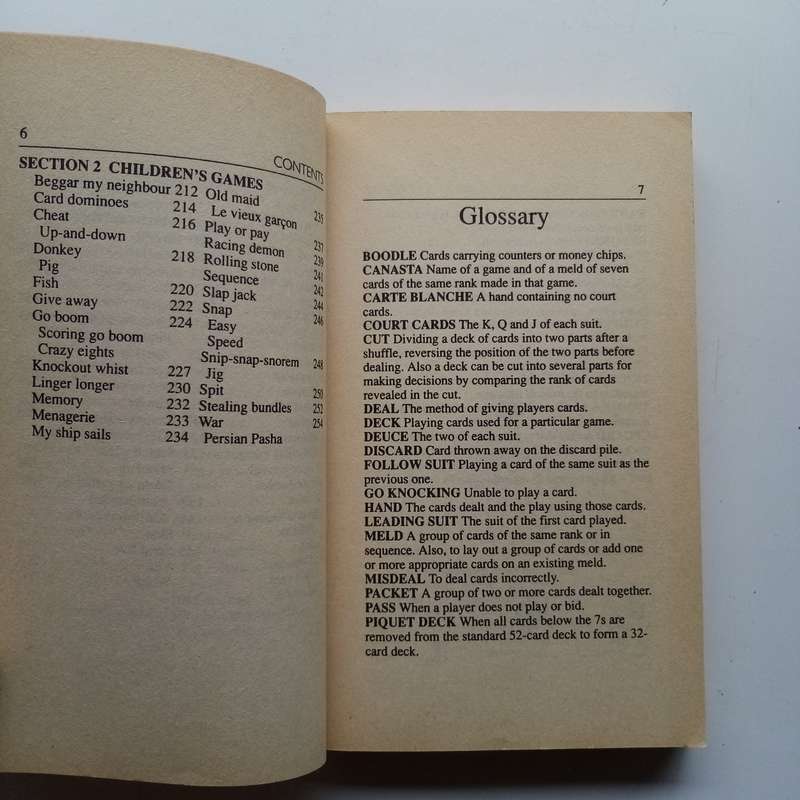 6
CONTENTS
SECTION 2 CHILDREN'S GAMES
Beggar my neighbour 212
Card dominoes 214
Cheat 216
Up-and-down
Donkey 218
Pig
Fish 220
Give away 222
Go boom 224
Scoring go boom
Crazy eights
Knockout whist 227
Linger longer 230
Memory 232
Menagerie 233
My ship sails 234
Old maid 235
Le vieux garçon
Play or pay 237
Racing demon 239
Rolling stone 241
Sequence 242
Slap jack 244
Snap 246
Easy
Speed
Snip-snap-snorem 248
Jig
Spit 250
Stealing bundles 252
War 254
Persian Pasha
7
Glossary
BOODLE Cards carrying counters or money chips.
CANASTA Name of a game and of a meld of seven
cards of the same rank made in that game.
CARTE BLANCHE A hand containing no court
cards.
COURT CARDS The K, Q and J of each suit.
CUT Dividing a deck of cards into two parts after a
shuffle, reversing the position of the two parts before
dealing. Also a deck can be cut into several parts for
making decisions by comparing the rank of cards
revealed in the cut.
DEAL The method of giving players cards.
DECK Playing cards used for a particular game.
DEUCE The two of each suit.
DISCARD Card thrown away on the discard pile.
FOLLOW SUIT Playing a card of the same suit as the
previous one.
GO KNOCKING Unable to play a card.
HAND The cards dealt and the play using those cards.
LEADING SUIT The suit of the first card played.
MELD A group of cards of the same rank or in
sequence. Also, to lay out a group of cards or add one
or more appropriate cards on an existing meld.
MISDEAL To deal cards incorrectly.
PACKET A group of two or more cards dealt together.
PASS When a player does not play or bid.
PIQUET DECK When all cards below the 7s are
removed from the standard 52-card deck to form a 32-
card deck.